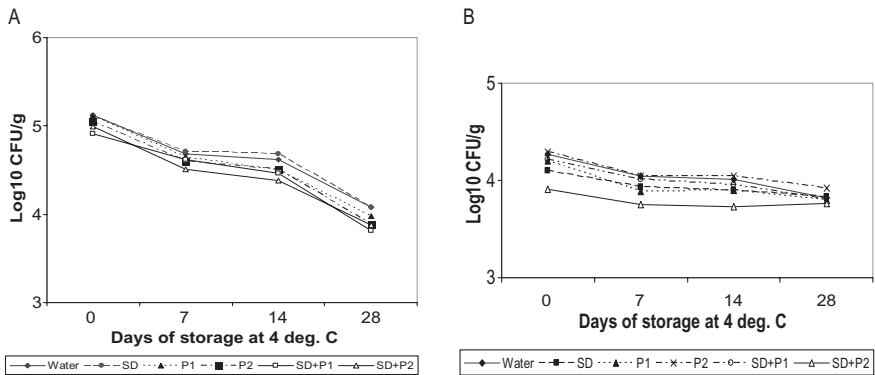 A
6
5
4
3
Log10 CFU/g
0 7 14 28
Days of storage at 4 deg. C
Water SD P1 P2 SD+P1 SD+P2
B
5
4
3
Log10 CFU/g
0 7 14 28
Days of storage at 4 deg. C
Water SD P1 P2 SD+P1 SD+P2